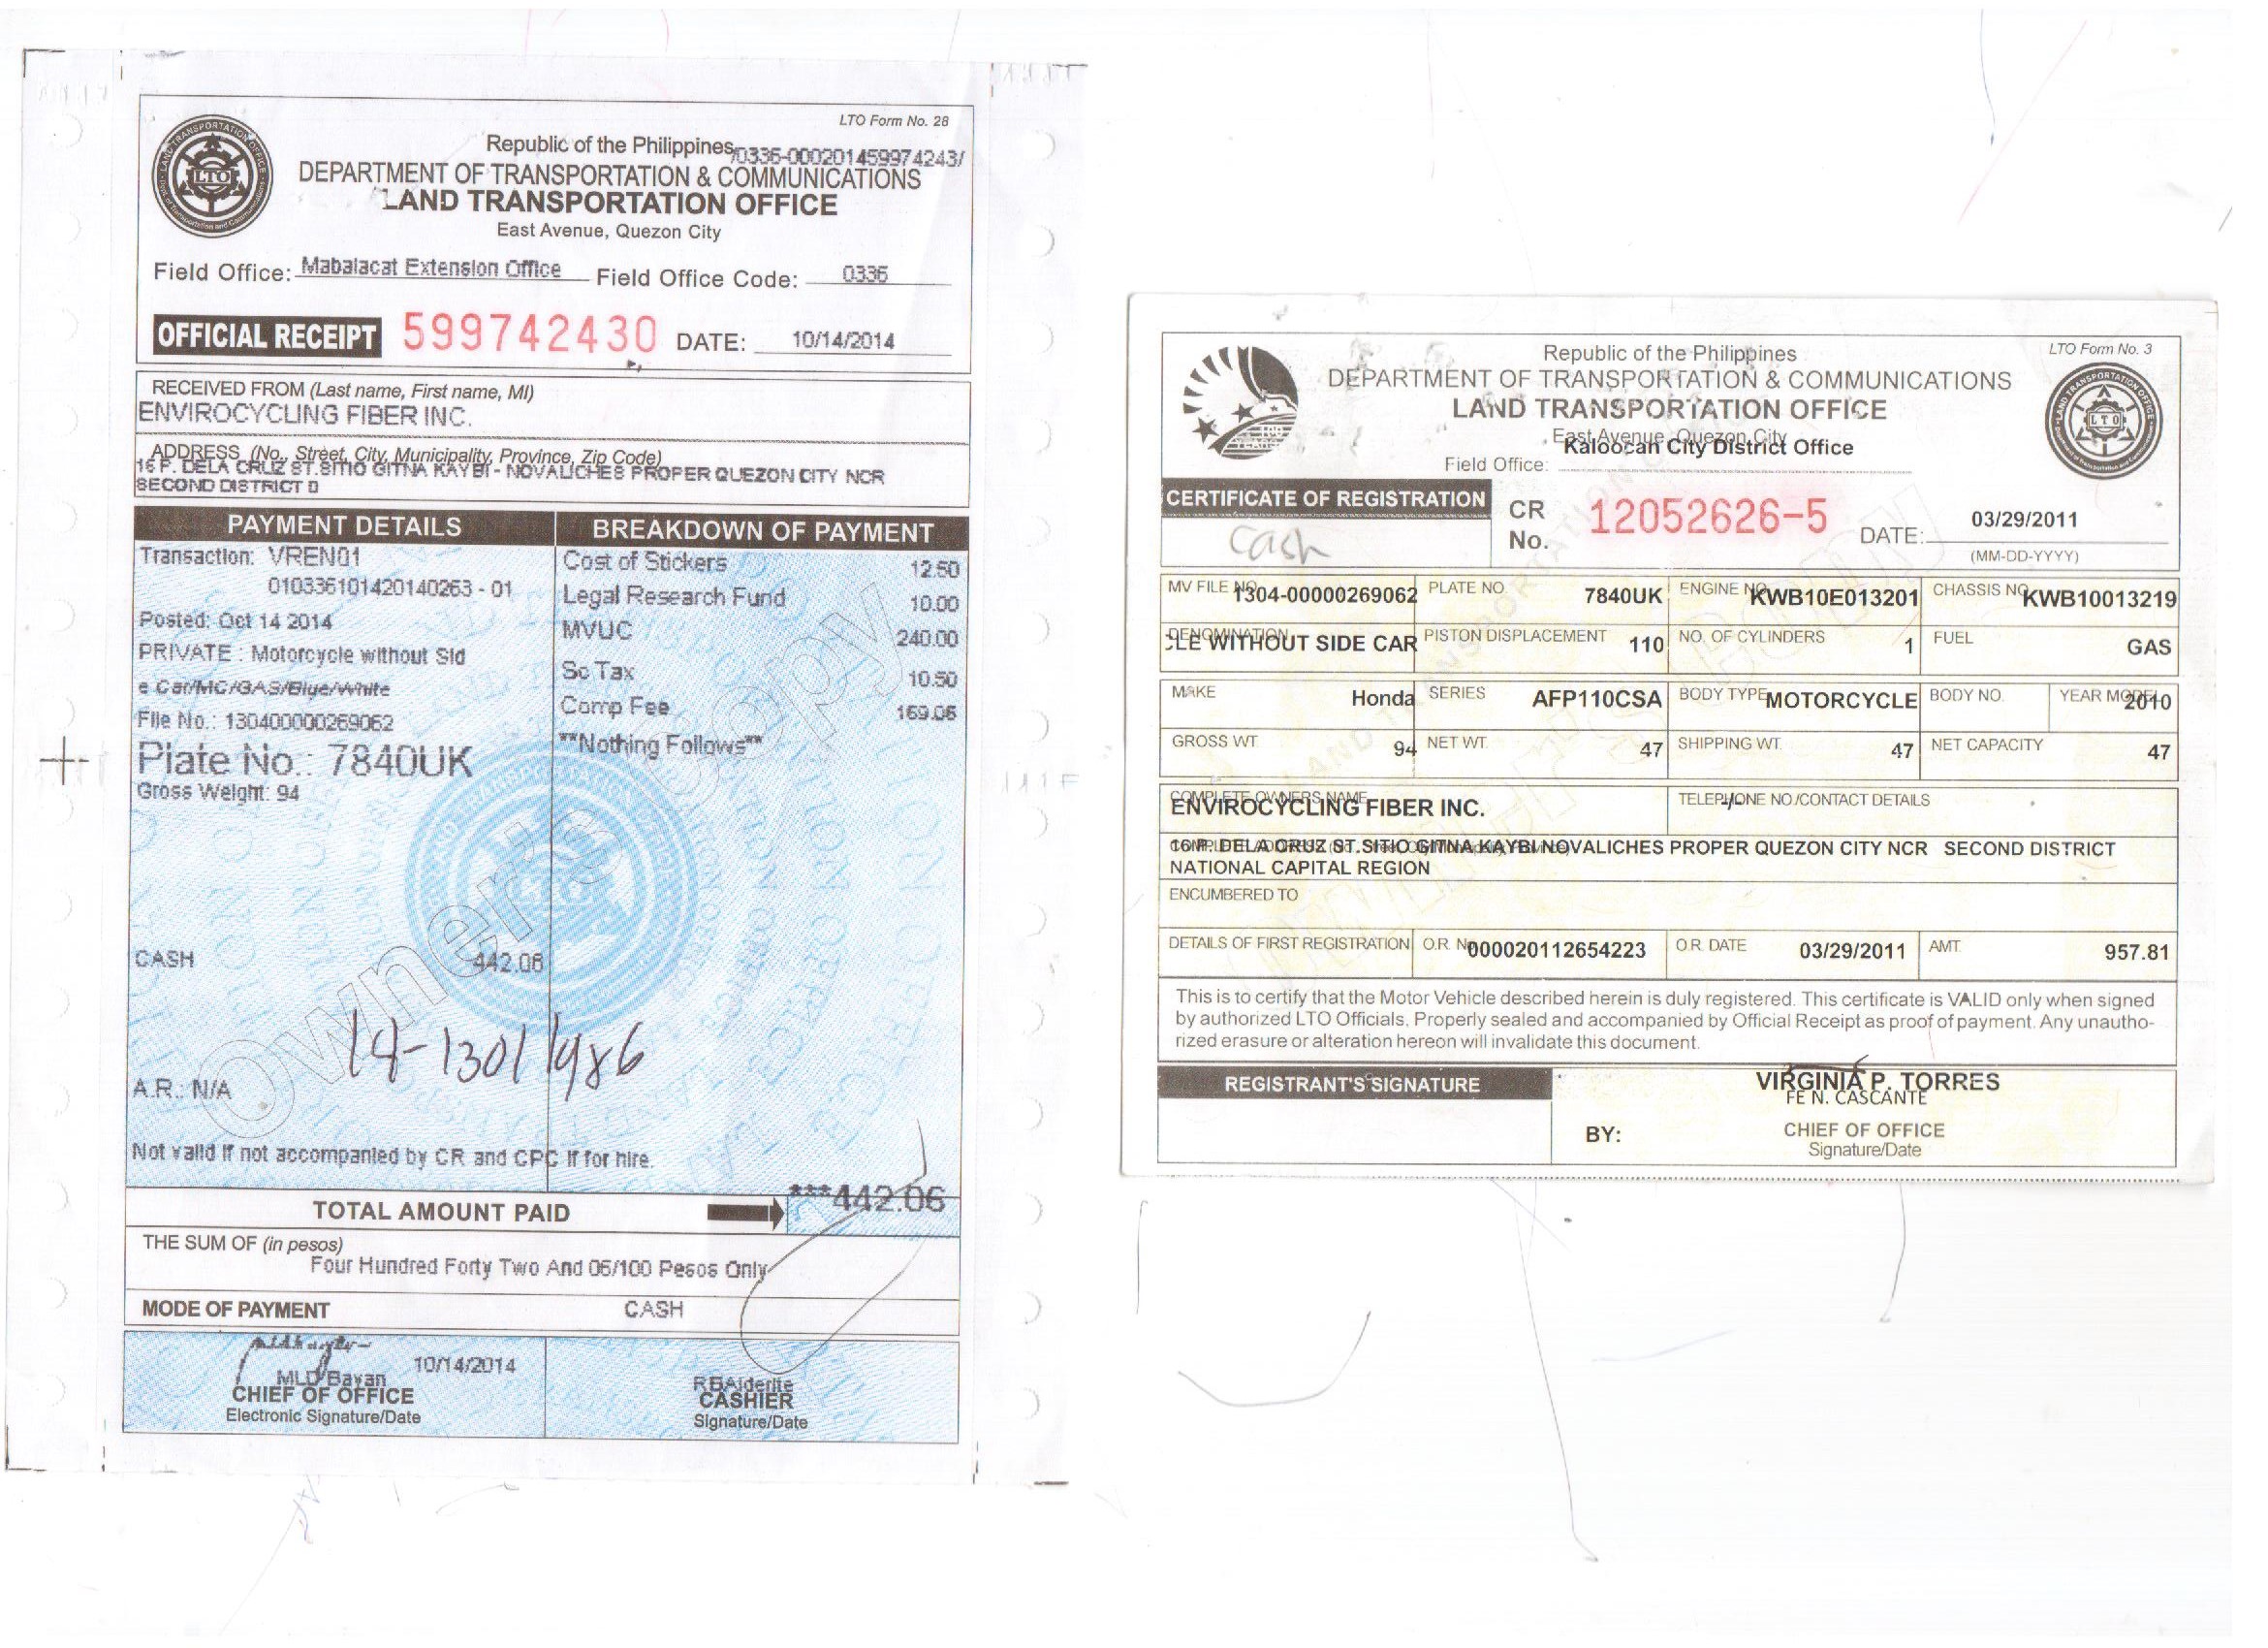 LTO Form No. 28
Republic of the Philippines
/0336-000201459974243/
DEPARTMENT OF TRANSPORTATION & COMMUNICATIONS
LAND TRANSPORTATION OFFICE
East Avenue, Quezon City
Field Office: Mabalacat Extension Office Field Office Code: 0336
OFFICIAL RECEIPT 599742430 DATE: 10/14/2014
RECEIVED FROM (Last name, First name, MI)
ENVIROCYCLING FIBER INC.
ADDRESS (No., Street, City, Municipality, Province, Zip Code)
16 P. DELA CRUZ ST.SITIO GITNA KAYBI - NOVALICHES PROPER QUEZON CITY NCR
SECOND DISTRICT 0
PAYMENT DETAILS
Transaction: VREN01
010336101420140263 - 01
Posted: Oct 14 2014
PRIVATE : Motorcycle without Sid
e Car/MC/GAS/Blue/White
File No.: 130400000269062
Plate No.: 7840UK
Gross Weight: 94
CASH 442.06
14-13011486
A.R.: N/A
Not valid if not accompanied by CR and CPC if for hire.
BREAKDOWN OF PAYMENT
Cost of Stickers 12.50
Legal Research Fund 10.00
MVUC 240.00
Sc Tax 10.50
Comp Fee 169.06
**Nothing Follows**
Owner's Copy
TOTAL AMOUNT PAID ***442.06
THE SUM OF (in pesos)
Four Hundred Forty Two And 06/100 Pesos Only
MODE OF PAYMENT CASH
MLD Bayan 10/14/2014
CHIEF OF OFFICE
Electronic Signature/Date
RBAlderite
CASHIER
Signature/Date
LTO Form No. 3
Republic of the Philippines
DEPARTMENT OF TRANSPORTATION & COMMUNICATIONS
LAND TRANSPORTATION OFFICE
East Avenue, Quezon City
Field Office: Kaloocan City District Office
CERTIFICATE OF REGISTRATION
Cash
CR No. 12052626-5 DATE: 03/29/2011
(MM-DD-YYYY)
MV FILE NO. 1304-00000269062 PLATE NO. 7840UK ENGINE NO. KWB10E013201 CHASSIS NO. KWB10013219
DENOMINATION CLE WITHOUT SIDE CAR PISTON DISPLACEMENT 110 NO. OF CYLINDERS 1 FUEL GAS
MAKE Honda SERIES AFP110CSA BODY TYPE MOTORCYCLE BODY NO. YEAR MODEL 2010
GROSS WT. 94 NET WT. 47 SHIPPING WT. 47 NET CAPACITY 47
COMPLETE OWNERS NAME
ENVIROCYCLING FIBER INC.
TELEPHONE NO/CONTACT DETAILS
-/-
16 P. DELA CRUZ ST.SITIO GITNA KAYBI NOVALICHES PROPER QUEZON CITY NCR SECOND DISTRICT
NATIONAL CAPITAL REGION
ENCUMBERED TO
DETAILS OF FIRST REGISTRATION O.R. No. 000020112654223 O.R. DATE 03/29/2011 AMT. 957.81
This is to certify that the Motor Vehicle described herein is duly registered. This certificate is VALID only when signed
by authorized LTO Officials. Properly sealed and accompanied by Official Receipt as proof of payment. Any unautho-
rized erasure or alteration hereon will invalidate this document.
REGISTRANT'S SIGNATURE
VIRGINIA P. TORRES
FE N. CASCANTE
BY: CHIEF OF OFFICE
Signature/Date